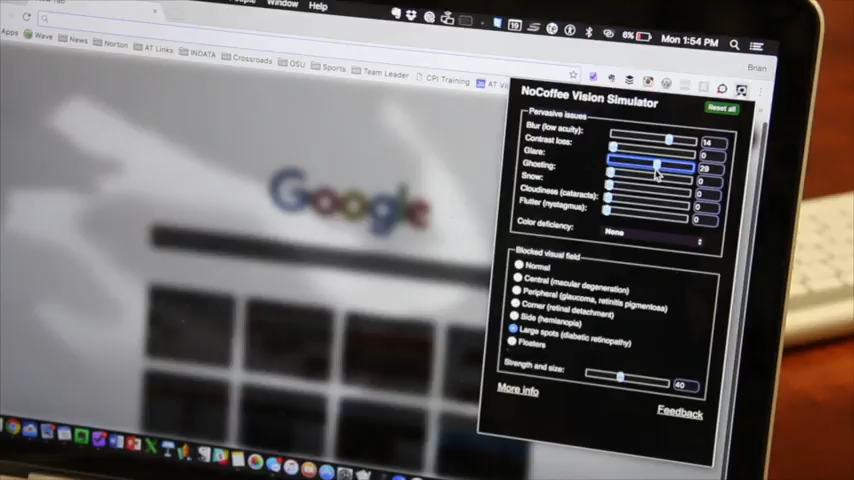 Window Help
6% Mon 1:54 PM
19
Brian
Apps Wave News Norton AT Links INDATA Crossroads OSU Sports Team Leader CPI Training
NoCoffee Vision Simulator
Reset all
Pervasive issues
Blur (low acuity): 14
Contrast loss: 0
Glare: 29
Ghosting: 0
Snow: 0
Cloudiness (cataracts): 0
Flutter (nystagmus): 0
Color deficiency: None
Blocked visual field
Normal
Central (macular degeneration)
Peripheral (glaucoma, retinitis pigmentosa)
Corner (retinal detachment)
Side (hemianopia)
Large spots (diabetic retinopathy)
Floaters
Strength and size: 40
More info
Feedback
Google